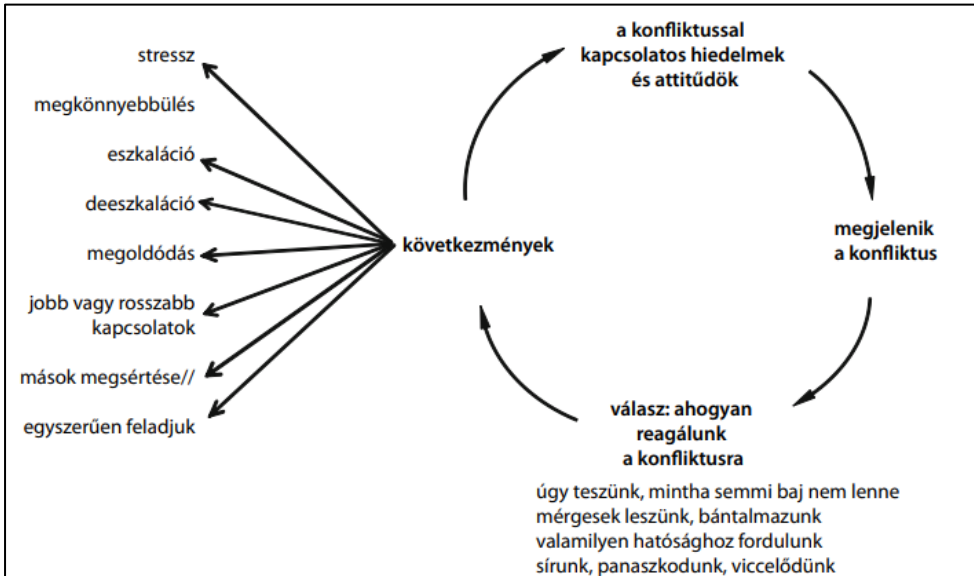 a konfliktussal
kapcsolatos hiedelmek
és attitűdök
megjelenik
a konfliktus
válasz: ahogyan
reagálunk
a konfliktusra
úgy teszünk, mintha semmi baj nem lenne
mérgesek leszünk, bántalmazunk
valamilyen hatósághoz fordulunk
sírunk, panaszkodunk, viccelődünk
következmények
stressz
megkönnyebbülés
eszkaláció
deeszkaláció
megoldódás
jobb vagy rosszabb
kapcsolatok
mások megsértése//
egyszerűen feladjuk